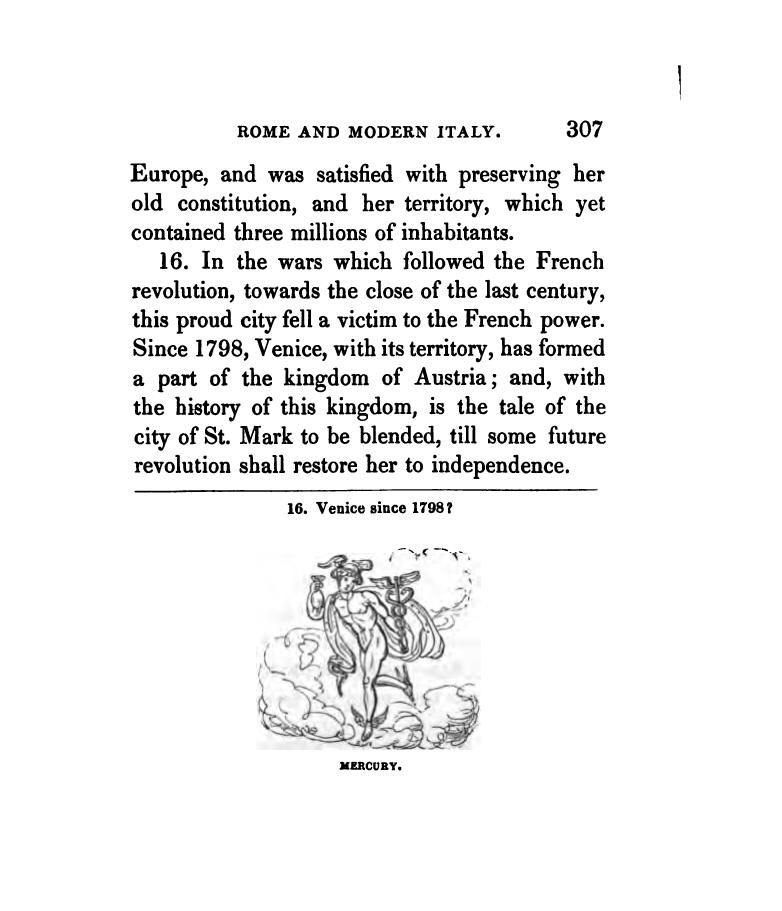 ROME AND MODERN ITALY. 307
Europe, and was satisfied with preserving her
old constitution, and her territory, which yet
contained three millions of inhabitants.
16. In the wars which followed the French
revolution, towards the close of the last century,
this proud city fell a victim to the French power.
Since 1798, Venice, with its territory, has formed
a part of the kingdom of Austria; and, with
the history of this kingdom, is the tale of the
city of St. Mark to be blended, till some future
revolution shall restore her to independence.
16. Venice since 1798?
MERCURY.